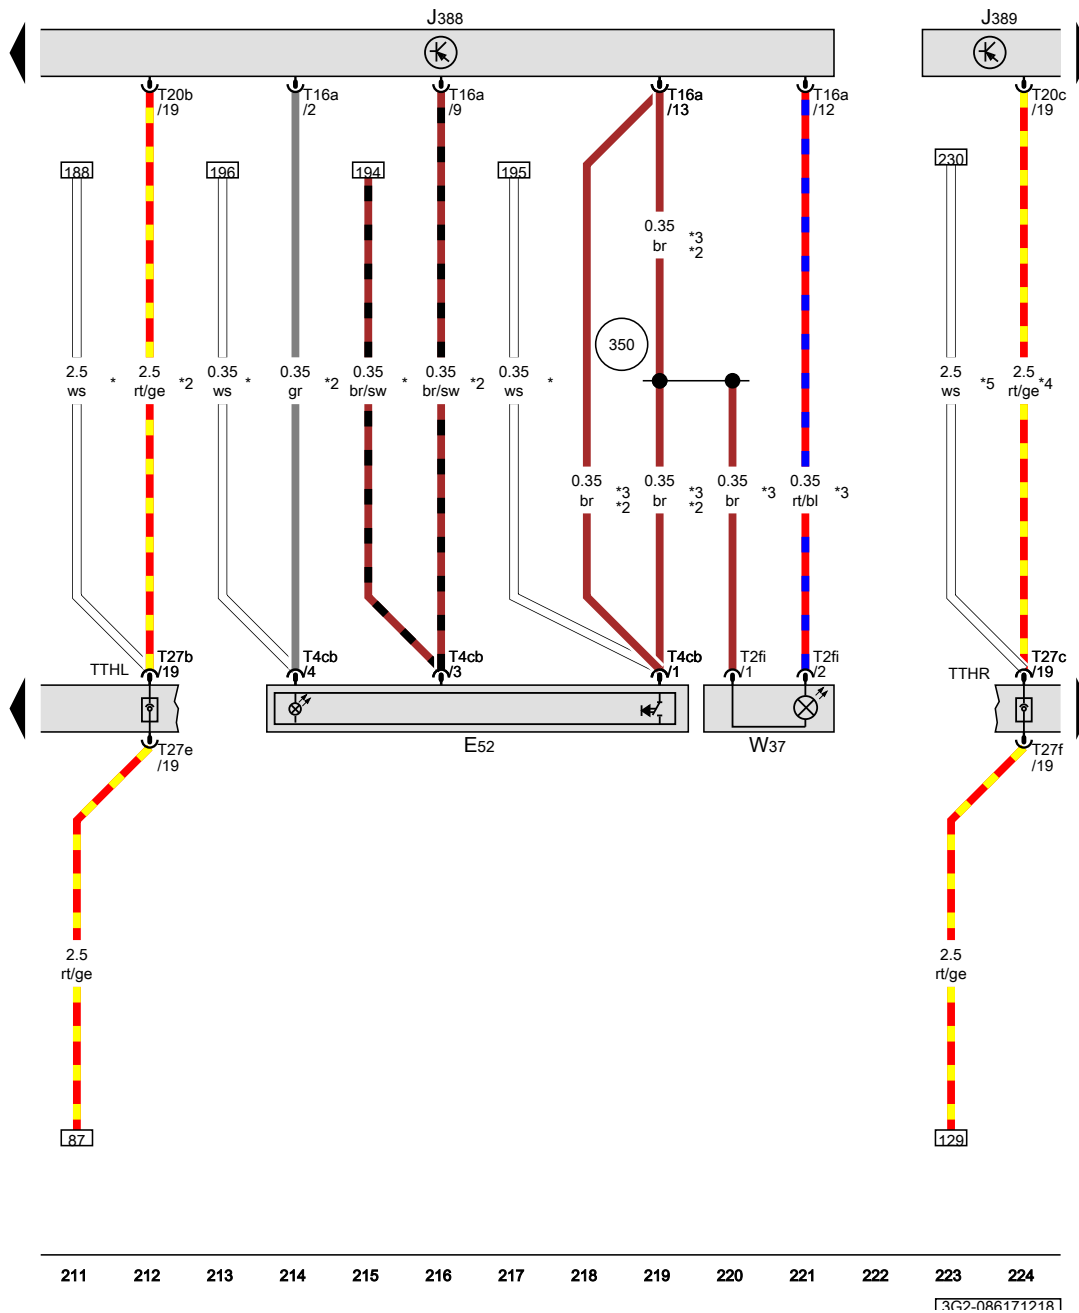 J388
J389
T20b
/19
T16a
/2
T16a
/9
T16a
/13
T16a
/12
T20c
/19
188
196
194
195
230
0.35
br
*3
*2
350
2.5
ws
*
2.5
rt/ge
*2
0.35
ws
*
0.35
gr
*2
0.35
br/sw
*
0.35
br/sw
*2
0.35
ws
*
2.5
ws
*5
2.5
rt/ge
*4
0.35
br
*3
*2
0.35
br
*3
*2
0.35
br
*3
0.35
rt/bl
*3
TTHL
T27b
/19
T4cb
/4
T4cb
/3
T4cb
/1
T2fi
/1
T2fi
/2
TTHR
T27c
/19
E52
W37
T27e
/19
T27f
/19
2.5
rt/ge
2.5
rt/ge
87
129
211 212 213 214 215 216 217 218 219 220 221 222 223 224
3G2-086171218